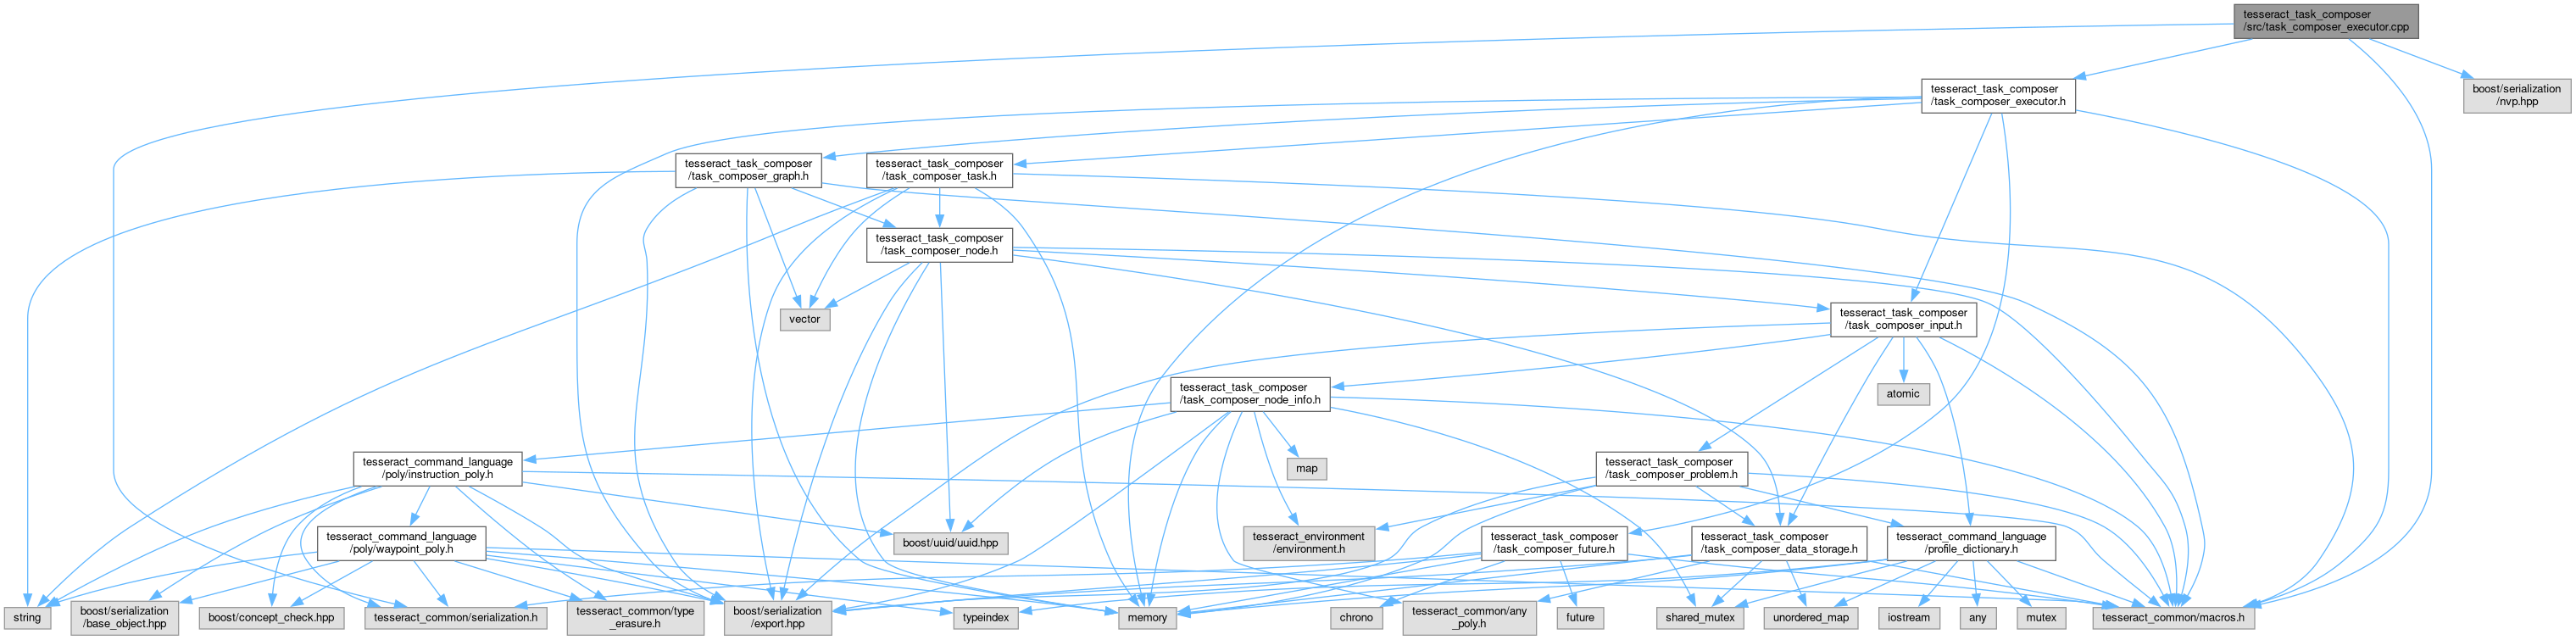 tesseract_task_composer
/src/task_composer_executor.cpp
tesseract_task_composer
/task_composer_executor.h
boost/serialization
/nvp.hpp
tesseract_task_composer
/task_composer_graph.h
tesseract_task_composer
/task_composer_task.h
tesseract_task_composer
/task_composer_node.h
vector
tesseract_task_composer
/task_composer_input.h
tesseract_task_composer
/task_composer_node_info.h
atomic
tesseract_command_language
/poly/instruction_poly.h
map
tesseract_task_composer
/task_composer_problem.h
tesseract_command_language
/poly/waypoint_poly.h
boost/uuid/uuid.hpp
tesseract_environment
/environment.h
tesseract_task_composer
/task_composer_future.h
tesseract_task_composer
/task_composer_data_storage.h
tesseract_command_language
/profile_dictionary.h
string
boost/serialization
/base_object.hpp
boost/concept_check.hpp
tesseract_common/serialization.h
tesseract_common/type
_erasure.h
boost/serialization
/export.hpp
typeindex
memory
chrono
tesseract_common/any
_poly.h
future
shared_mutex
unordered_map
iostream
any
mutex
tesseract_common/macros.h